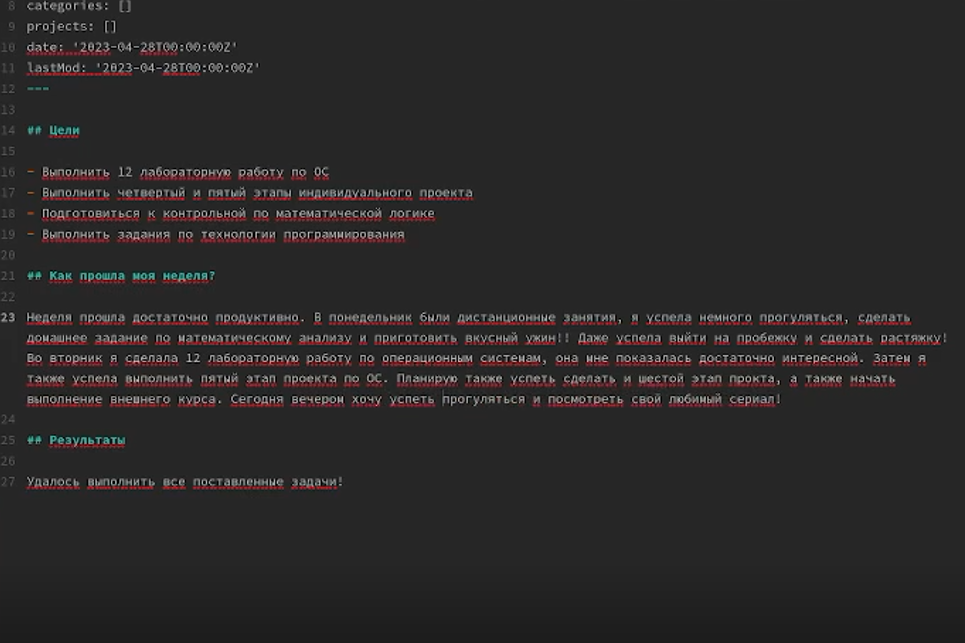 8 categories: []
9 projects: []
10 date: '2023-04-28T00:00:00Z'
11 lastMod: '2023-04-28T00:00:00Z'
12 ---
13
14 ## Цели
15
16 - Выполнить 12 лабораторную работу по ОС
17 - Выполнить четвертый и пятый этапы индивидуального проекта
18 - Подготовиться к контрольной по математической логике
19 - Выполнить задания по технологии программирования
20
21 ## Как прошла моя неделя?
22
23 Неделя прошла достаточно продуктивно. В понедельник были дистанционные занятия, я успела немного прогуляться, сделать
домашнее задание по математическому анализу и приготовить вкусный ужин!! Даже успела выйти на пробежку и сделать растяжку!
Во вторник я сделала 12 лабораторную работу по операционным системам, она мне показалась достаточно интересной. Затем я
также успела выполнить пятый этап проекта по ОС. Планирую также успеть сделать и шестой этап прокта, а также начать
выполнение внешнего курса. Сегодня вечером хочу успеть прогуляться и посмотреть свой любимый сериал!
24
25 ## Результаты
26
27 Удалось выполнить все поставленные задачи!